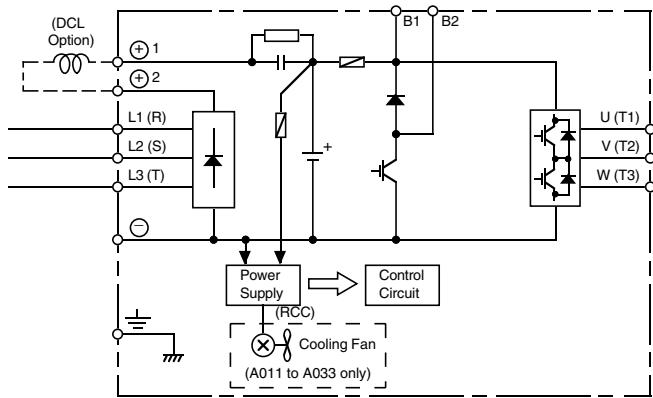 (DCL
Option)
⊕ 1
⊕ 2
B1 B2
L1 (R)
L2 (S)
L3 (T)
⊖
+
U (T1)
V (T2)
W (T3)
Power
Supply
Control
Circuit
(RCC)
Cooling Fan
(A011 to A033 only)